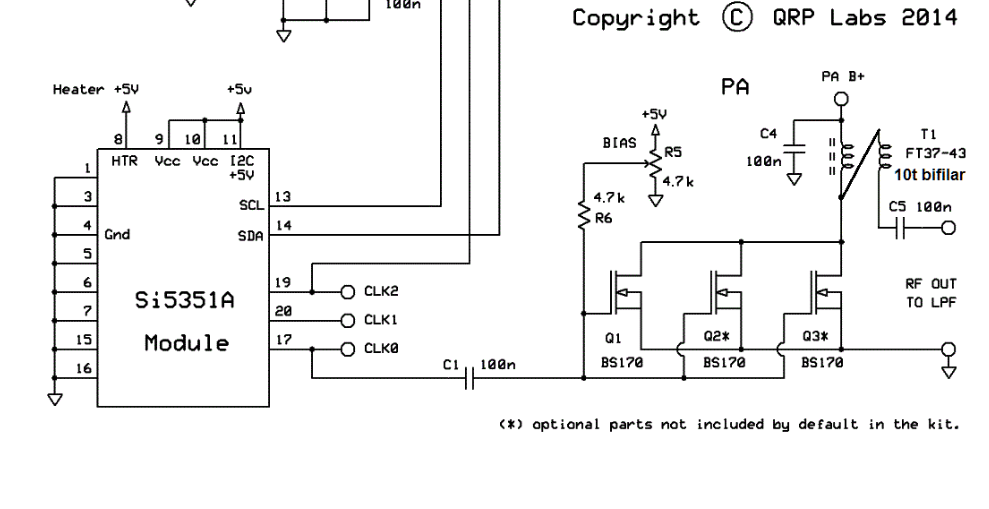 100n
Copyright © QRP Labs 2014
Heater +5V
+5v
PA
PA B+
8
9
10
11
HTR
Vcc
Vcc
I2C
+5V
1
3
4
5
6
7
15
16
Gnd
Si5351A
Module
SCL
13
SDA
14
19
CLK2
20
CLK1
17
CLK0
C1
100n
+5V
BIAS
R5
4.7k
4.7k
R6
C4
100n
T1
FT37-43
10t bifilar
C5 100n
RF OUT
TO LPF
Q1
BS170
Q2*
BS170
Q3*
BS170
(*) optional parts not included by default in the kit.